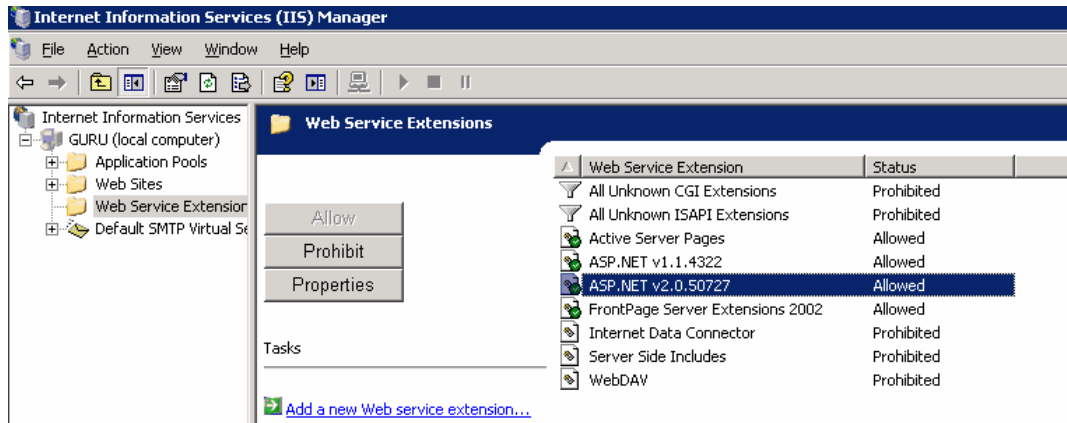 Internet Information Services (IIS) Manager
File Action View Window Help
Internet Information Services
GURU (local computer)
Application Pools
Web Sites
Web Service Extension
Default SMTP Virtual Se
Web Service Extensions
Allow
Prohibit
Properties
Tasks
Add a new Web service extension...
Web Service Extension Status
All Unknown CGI Extensions Prohibited
All Unknown ISAPI Extensions Prohibited
Active Server Pages Allowed
ASP.NET v1.1.4322 Allowed
ASP.NET v2.0.50727 Allowed
FrontPage Server Extensions 2002 Allowed
Internet Data Connector Prohibited
Server Side Includes Prohibited
WebDAV Prohibited